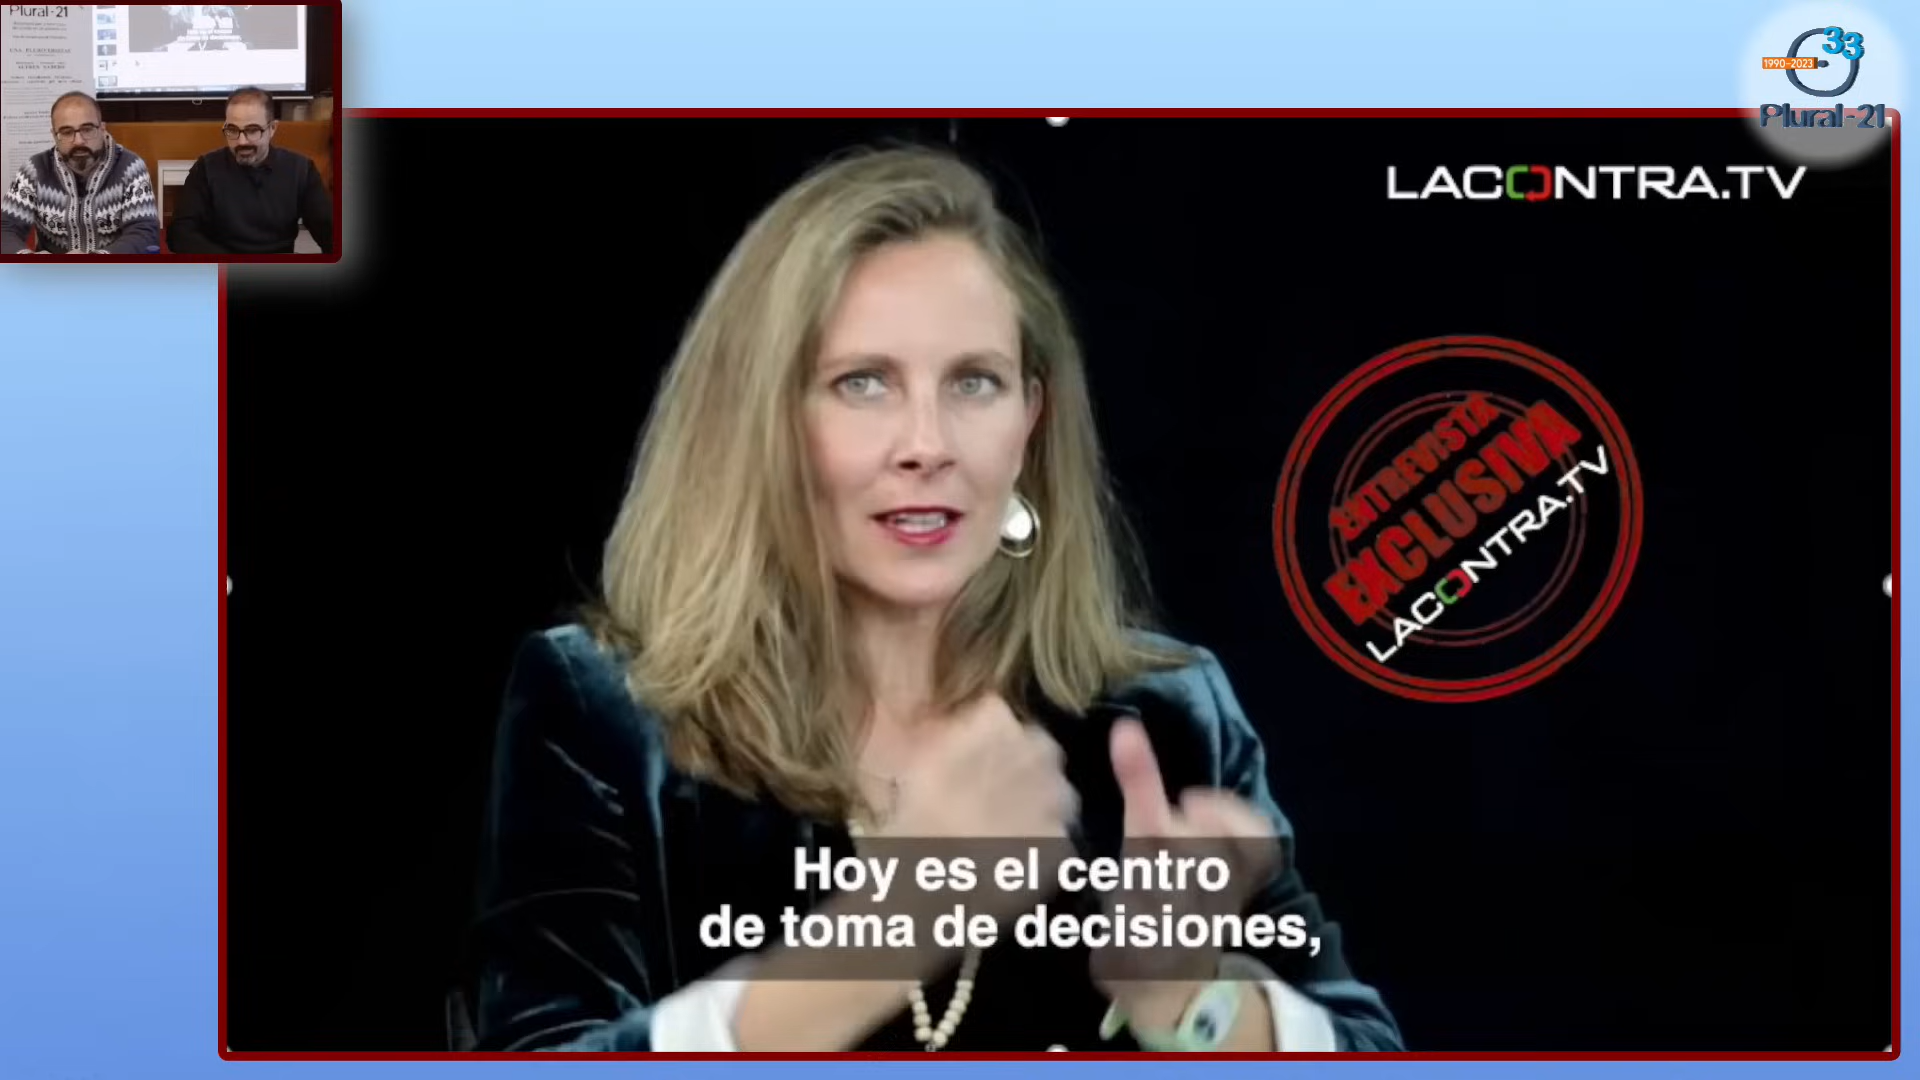 Plural-21
33
1990-2023
Plural-21
LACONTRA.TV
ENTREVISTA
EXCLUSIVA
LACONTRA.TV
Hoy es el centro
de toma de decisiones,